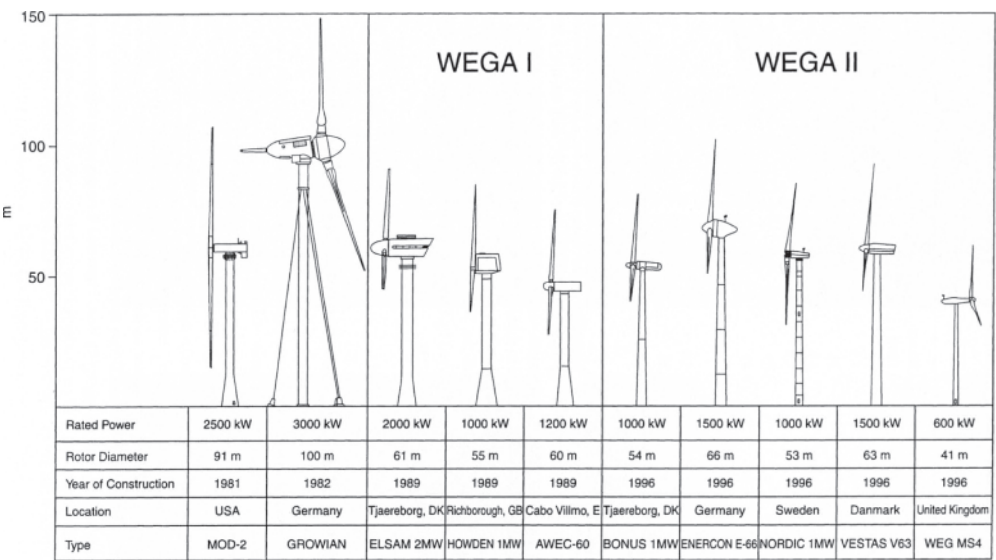 150
WEGA I
WEGA II
100
m
50
Rated Power 2500 kW 3000 kW 2000 kW 1000 kW 1200 kW 1000 kW 1500 kW 1000 kW 1500 kW 600 kW
Rotor Diameter 91 m 100 m 61 m 55 m 60 m 54 m 66 m 53 m 63 m 41 m
Year of Construction 1981 1982 1989 1989 1989 1996 1996 1996 1996 1996
Location USA Germany Tjaereborg, DK Richborough, GB Cabo Villmo, E Tjaereborg, DK Germany Sweden Danmark United Kingdom
Type MOD-2 GROWIAN ELSAM 2MW HOWDEN 1MW AWEC-60 BONUS 1MW ENERCON E-66 NORDIC 1MW VESTAS V63 WEG MS4